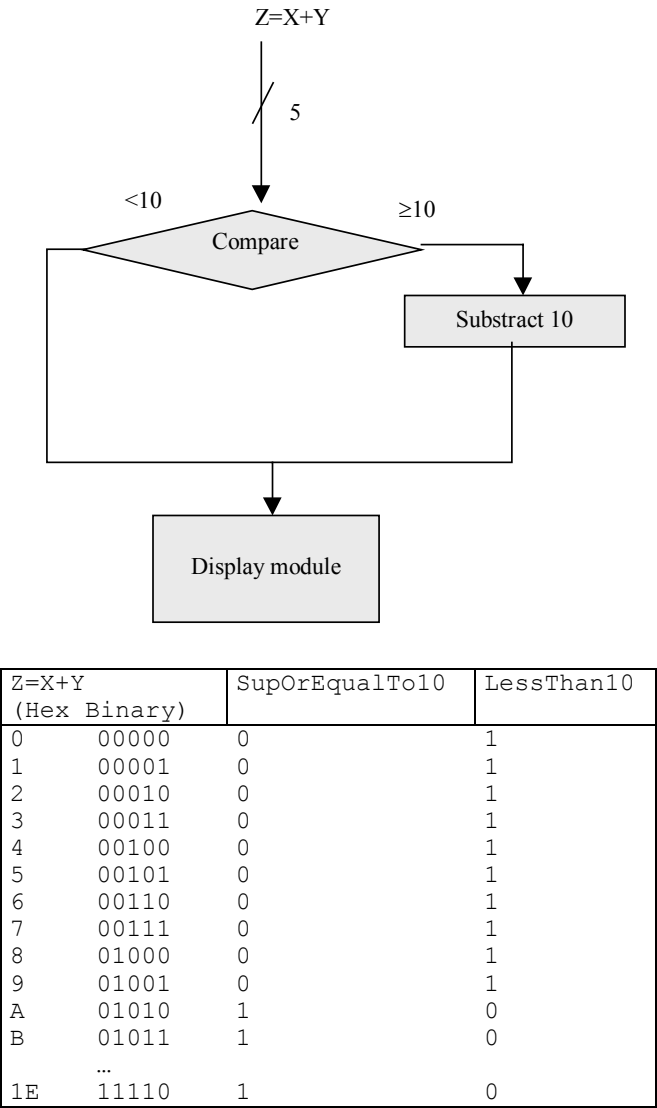 Z=X+Y
5
<10
≥10
Compare
Substract 10
Display module
Z=X+Y SupOrEqualTo10 LessThan10
(Hex Binary)
0 00000 0 1
1 00001 0 1
2 00010 0 1
3 00011 0 1
4 00100 0 1
5 00101 0 1
6 00110 0 1
7 00111 0 1
8 01000 0 1
9 01001 0 1
A 01010 1 0
B 01011 1 0
…
1E 11110 1 0